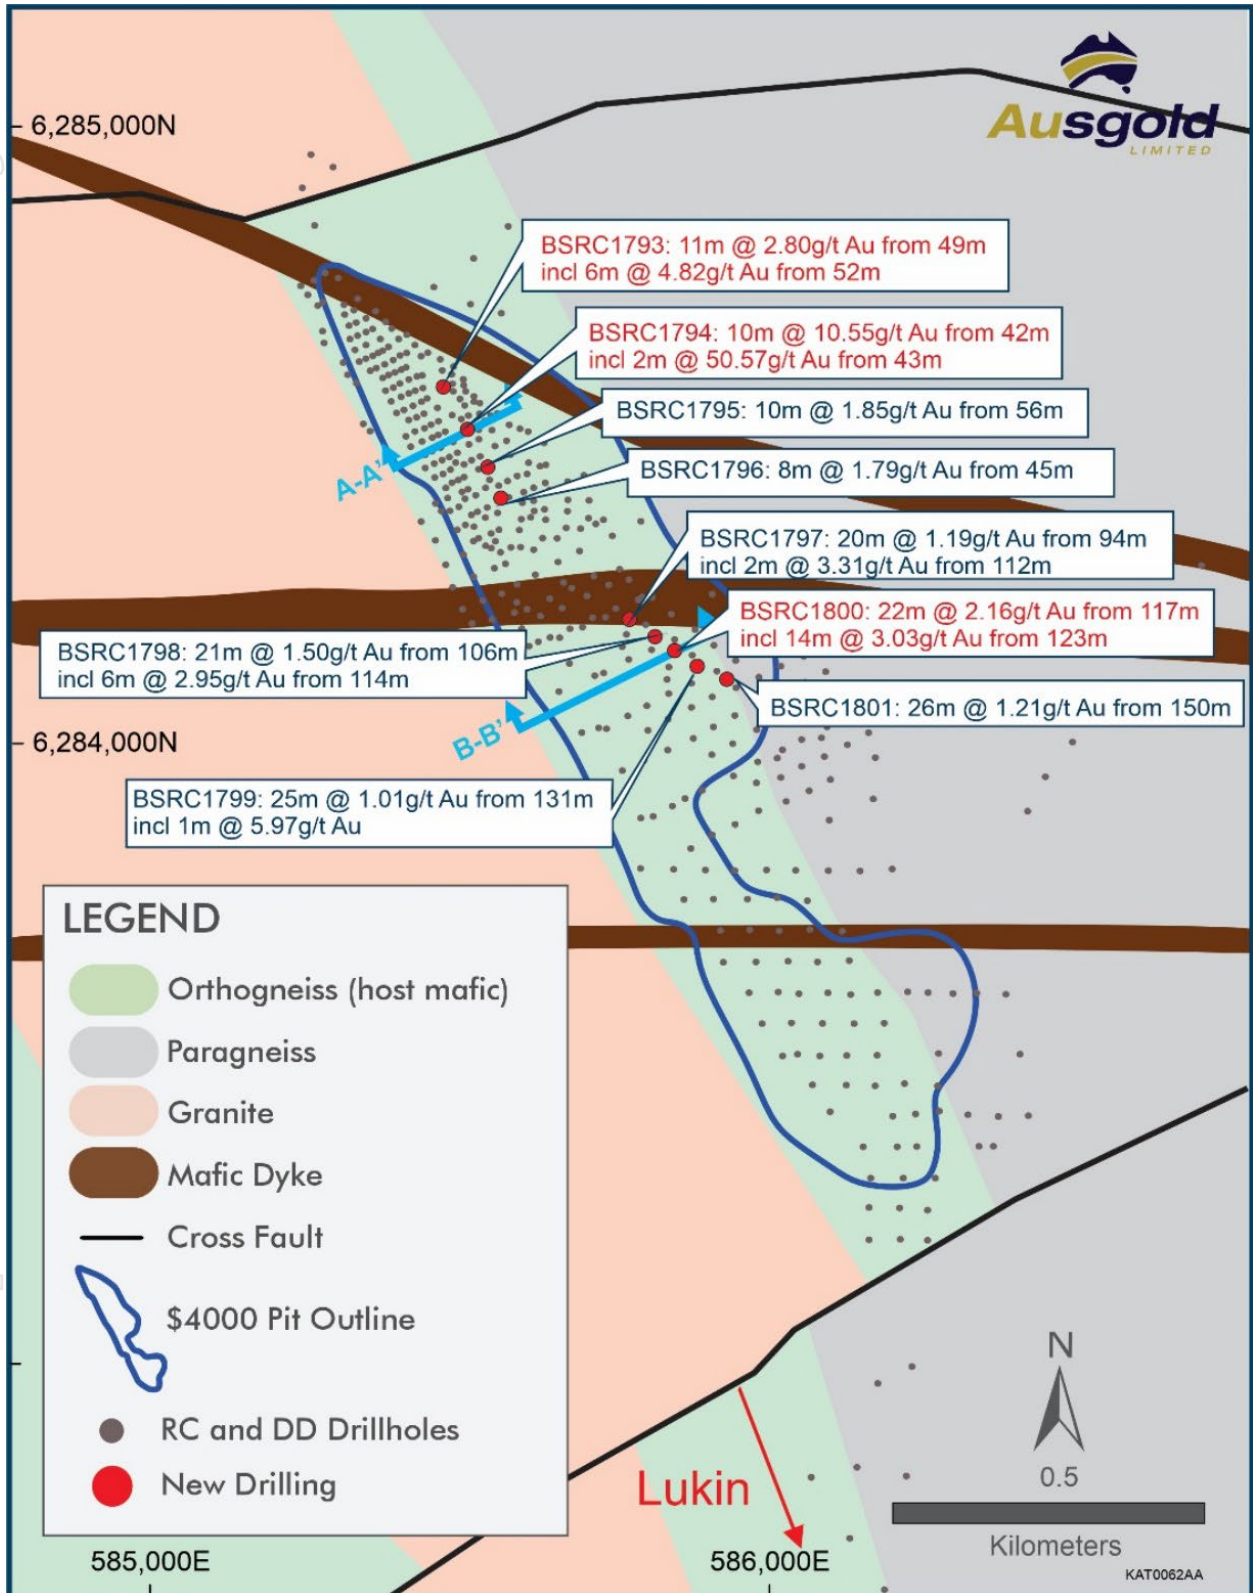 Ausgold
LIMITED
6,285,000N
BSRC1793: 11m @ 2.80g/t Au from 49m
incl 6m @ 4.82g/t Au from 52m
BSRC1794: 10m @ 10.55g/t Au from 42m
incl 2m @ 50.57g/t Au from 43m
BSRC1795: 10m @ 1.85g/t Au from 56m
A-A'
BSRC1796: 8m @ 1.79g/t Au from 45m
BSRC1797: 20m @ 1.19g/t Au from 94m
incl 2m @ 3.31g/t Au from 112m
BSRC1800: 22m @ 2.16g/t Au from 117m
incl 14m @ 3.03g/t Au from 123m
BSRC1798: 21m @ 1.50g/t Au from 106m
incl 6m @ 2.95g/t Au from 114m
BSRC1801: 26m @ 1.21g/t Au from 150m
B-B'
6,284,000N
BSRC1799: 25m @ 1.01g/t Au from 131m
incl 1m @ 5.97g/t Au
LEGEND
Orthogneiss (host mafic)
Paragneiss
Granite
Mafic Dyke
Cross Fault
$4000 Pit Outline
RC and DD Drillholes
New Drilling
Lukin
N
0.5
Kilometers
585,000E
586,000E
KAT0062AA